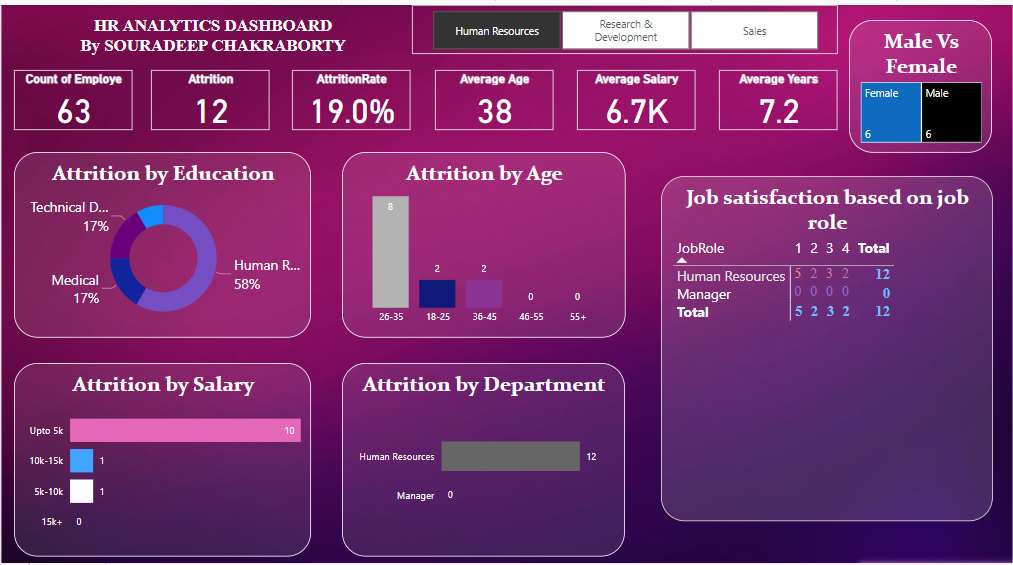 HR ANALYTICS DASHBOARD
By SOURADEEP CHAKRABORTY
Human Resources
Research &
Development
Sales
Male Vs
Female
Female
Male
6
6
Count of Employe
63
Attrition
12
AttritionRate
19.0%
Average Age
38
Average Salary
6.7K
Average Years
7.2
Attrition by Education
Technical D...
17%
Medical
17%
Human R...
58%
Attrition by Age
8
2
2
0
0
26-35
18-25
36-45
46-55
55+
Job satisfaction based on job
role
JobRole 1 2 3 4 Total
Human Resources 5 2 3 2 12
Manager 0 0 0 0 0
Total 5 2 3 2 12
Attrition by Salary
Upto 5k 10
10k-15k 1
5k-10k 1
15k+ 0
Attrition by Department
Human Resources 12
Manager 0